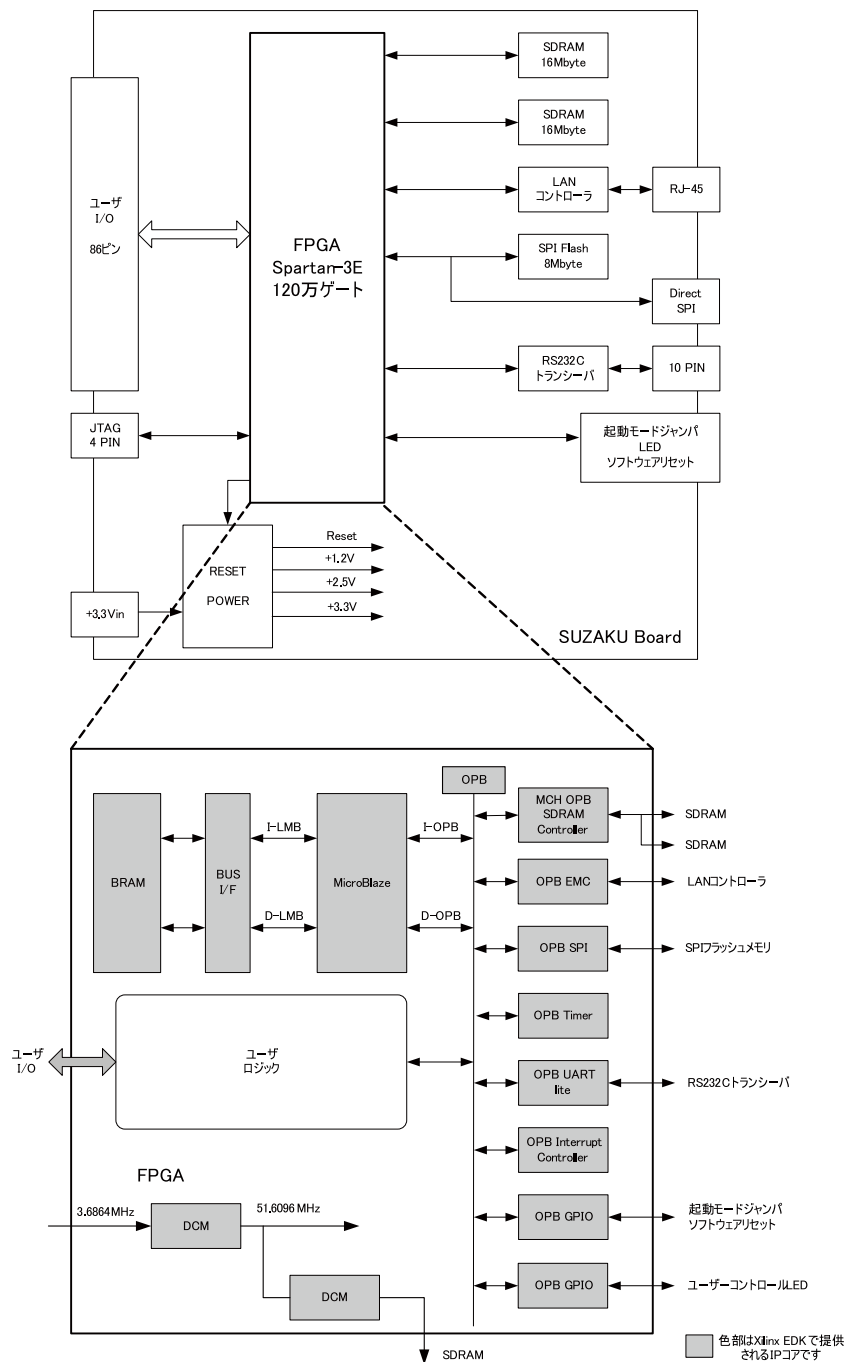 SDRAM
16Mbyte
SDRAM
16Mbyte
LAN
コントローラ
RJ-45
ユーザ
I/O
86ピン
FPGA
Spartan-3E
120万ゲート
SPI Flash
8Mbyte
Direct
SPI
RS232C
トランシーバ
10 PIN
JTAG
4 PIN
起動モードジャンパ
LED
ソフトウェアリセット
RESET
POWER
Reset
+1.2V
+2.5V
+3.3V
+3.3Vin
SUZAKU Board
OPB
BRAM
BUS
I/F
I-LMB
D-LMB
MicroBlaze
I-OPB
D-OPB
MCH OPB
SDRAM
Controller
SDRAM
SDRAM
OPB EMC
LANコントローラ
OPB SPI
SPIフラッシュメモリ
OPB Timer
ユーザ
I/O
ユーザ
ロジック
OPB UART
lite
RS232Cトランシーバ
OPB Interrupt
Controller
FPGA
3.6864MHz
DCM
51.6096 MHz
OPB GPIO
起動モードジャンパ
ソフトウェアリセット
DCM
OPB GPIO
ユーザーコントロールLED
SDRAM
色部はXilinx EDKで提供
されるIPコアです